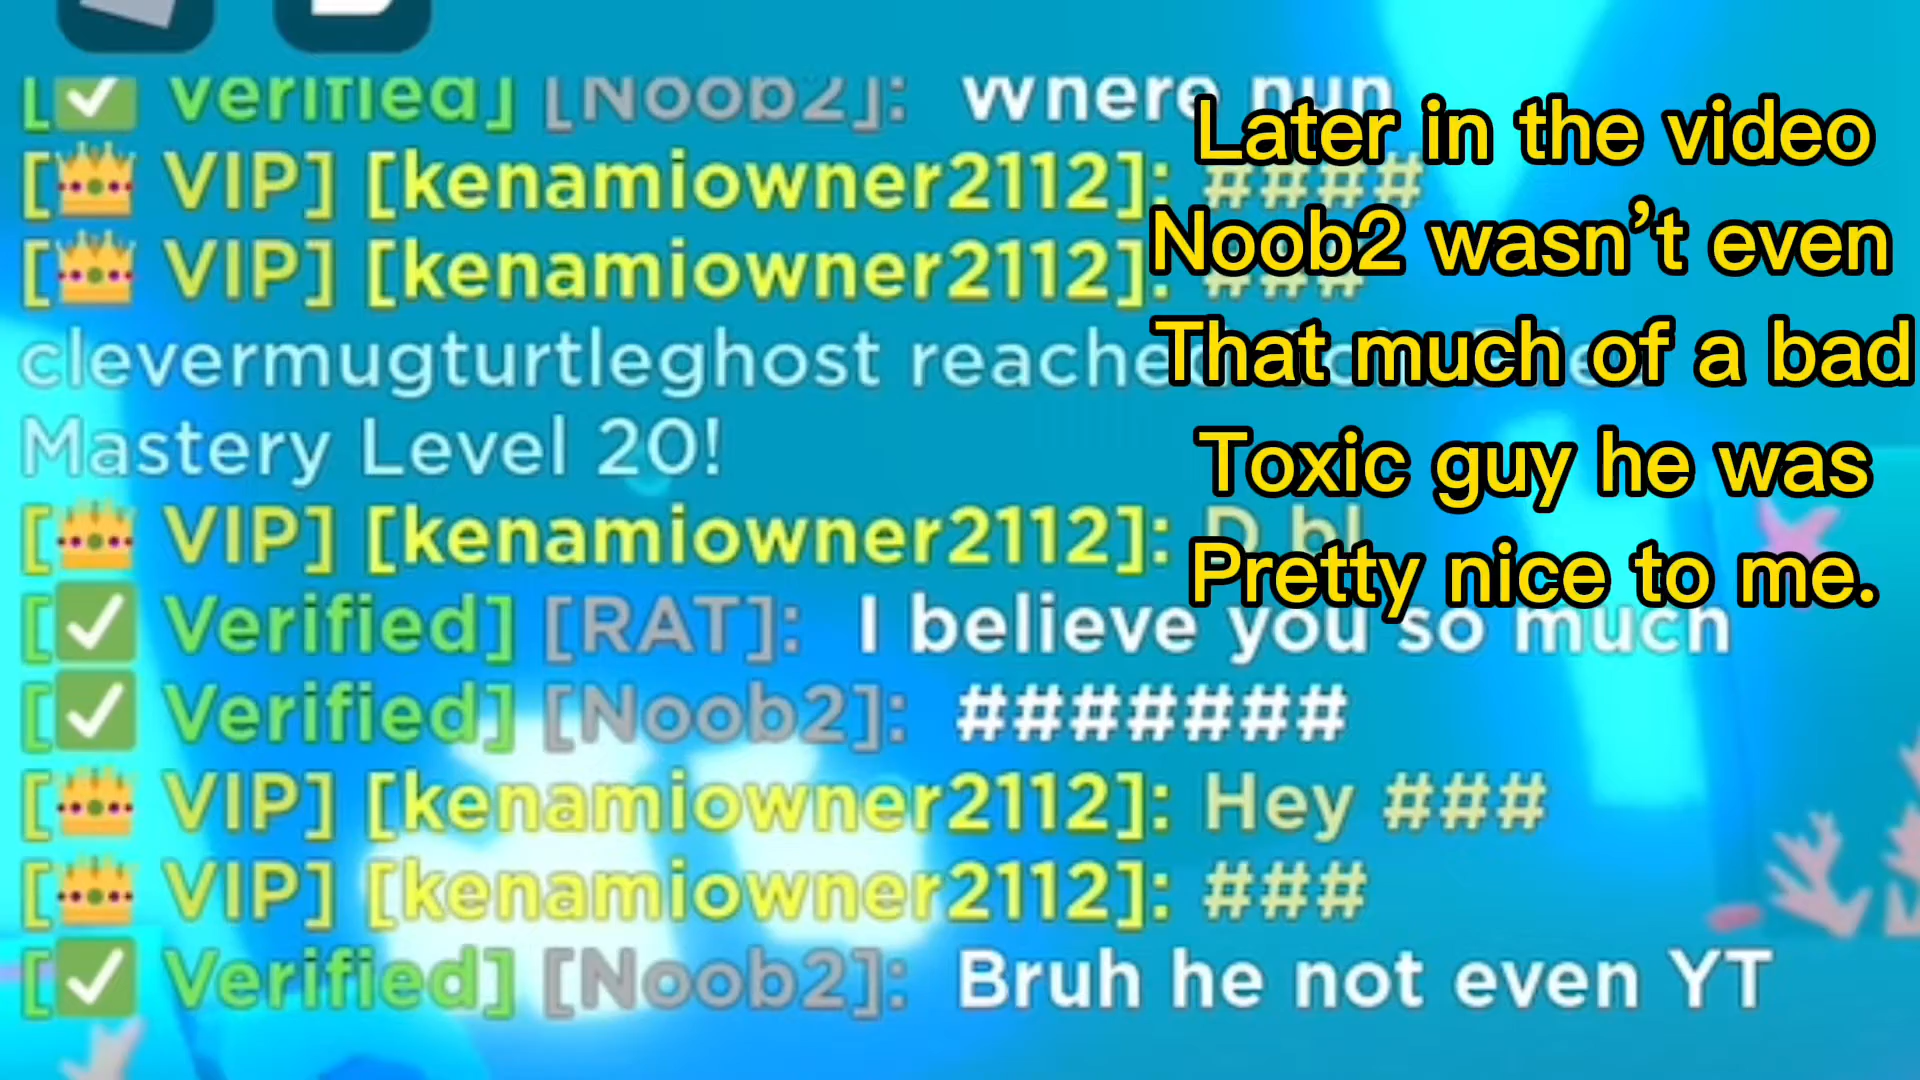 [✅ Verified] [Noob2]: Where
[👑 VIP] [kenamiowner2112]: ####
[👑 VIP] [kenamiowner2112]: ###
clevermugturtleghost reached
Mastery Level 20!
[👑 VIP] [kenamiowner2112]: D bl
[✅ Verified] [RAT]: I believe you so much
[✅ Verified] [Noob2]: #######
[👑 VIP] [kenamiowner2112]: Hey ###
[👑 VIP] [kenamiowner2112]: ###
[✅ Verified] [Noob2]: Bruh he not even YT
Later in the video
Noob2 wasn’t even
That much of a bad
Toxic guy he was
Pretty nice to me.